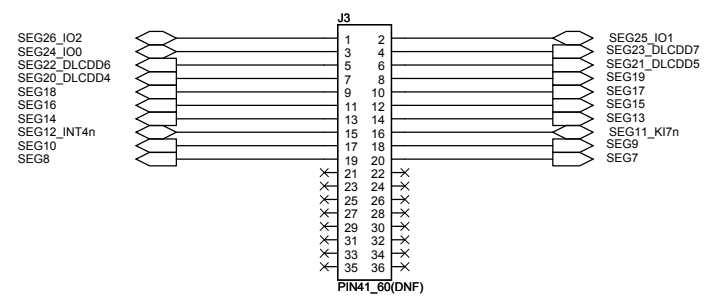 J3
SEG26_IO2 1 2 SEG25_IO1
SEG24_IO0 3 4 SEG23_DLCDD7
SEG22_DLCDD6 5 6 SEG21_DLCDD5
SEG20_DLCDD4 7 8 SEG19
SEG18 9 10 SEG17
SEG16 11 12 SEG15
SEG14 13 14 SEG13
SEG12_INT4n 15 16 SEG11_KI7n
SEG10 17 18 SEG9
SEG8 19 20 SEG7
21 22
23 24
25 26
27 28
29 30
31 32
33 34
35 36
PIN41_60(DNF)